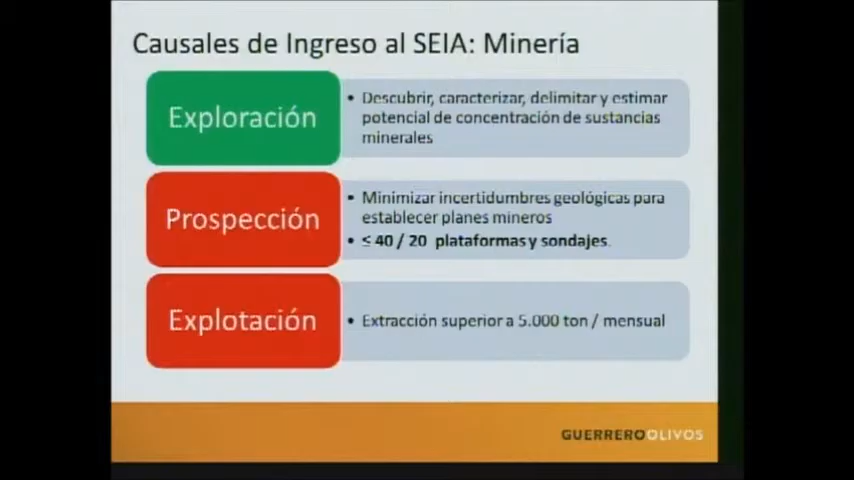 Causales de Ingreso al SEIA: Minería
Exploración
• Descubrir, caracterizar, delimitar y estimar
potencial de concentración de sustancias
minerales
Prospección
• Minimizar incertidumbres geológicas para
establecer planes mineros
• ≤ 40 / 20 plataformas y sondajes.
Explotación
• Extracción superior a 5.000 ton / mensual
GUERREROOLIVOS